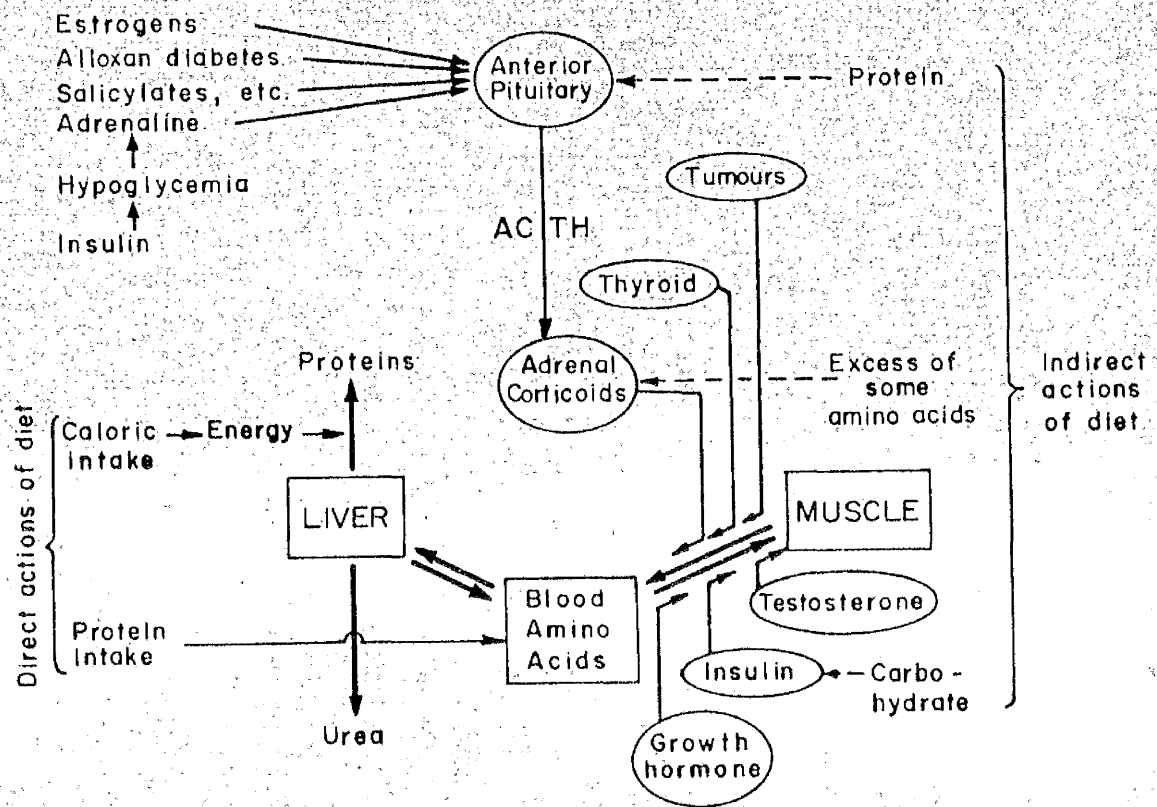 Estrogens
Alloxan diabetes
Salicylates, etc.
Adrenaline
Hypoglycemia
Insulin
Anterior
Pituitary
Protein
Tumours
ACTH
Thyroid
Proteins
Adrenal
Corticoids
Excess of
some
amino acids
Indirect
actions
of diet
Direct actions of diet
Caloric
intake
Energy
LIVER
MUSCLE
Blood
Amino
Acids
Testosterone
Protein
Intake
Insulin
Carbo-
hydrate
Urea
Growth
hormone